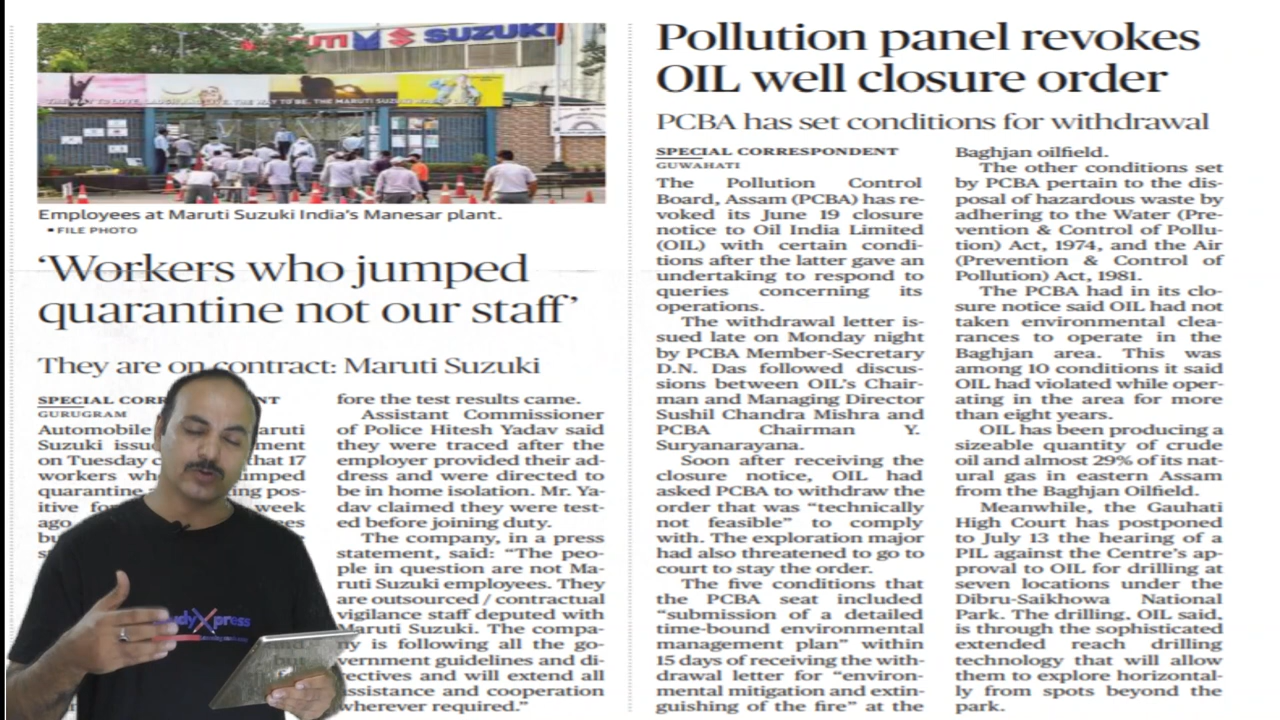 SUZUKI
THE WAY TO BE. THE MARUTI SUZUKI
Employees at Maruti Suzuki India's Manesar plant.
▪ FILE PHOTO
‘Workers who jumped
quarantine not our staff’
They are on contract: Maruti Suzuki
SPECIAL
GURUGRAM
Automobile
Suzuki
on Tuesday that 17
workers
quarantine
week
ago
fore the test results came.
Assistant Commissioner
of Police Hitesh Yadav said
they were traced after the
employer provided their ad-
dress and were directed to
be in home isolation. Mr. Ya-
dav claimed they were test-
ed before joining duty.
The company, in a press
statement, said: “The peo-
ple in question are not Ma-
ruti Suzuki employees. They
are outsourced / contractual
vigilance staff deputed with
Maruti Suzuki. The compa-
ny is following all the go-
vernment guidelines and di-
rectives and will extend all
assistance and cooperation
wherever required.”
udyXpress
Pollution panel revokes
OIL well closure order
PCBA has set conditions for withdrawal
SPECIAL CORRESPONDENT
GUWAHATI
The Pollution Control
Board, Assam (PCBA) has re-
voked its June 19 closure
notice to Oil India Limited
(OIL) with certain condi-
tions after the latter gave an
undertaking to respond to
queries concerning its
operations.
The withdrawal letter is-
sued late on Monday night
by PCBA Member-Secretary
D.N. Das followed discus-
sions between OIL's Chair-
man and Managing Director
Sushil Chandra Mishra and
PCBA Chairman Y.
Suryanarayana.
Soon after receiving the
closure notice, OIL had
asked PCBA to withdraw the
order that was “technically
not feasible” to comply
with. The exploration major
had also threatened to go to
court to stay the order.
The five conditions that
the PCBA seat included
“submission of a detailed
time-bound environmental
management plan” within
15 days of receiving the with-
drawal letter for “environ-
mental mitigation and extin-
guishing of the fire” at the
Baghjan oilfield.
The other conditions set
by PCBA pertain to the dis-
posal of hazardous waste by
adhering to the Water (Pre-
vention & Control of Pollu-
tion) Act, 1974, and the Air
(Prevention & Control of
Pollution) Act, 1981.
The PCBA had in its clo-
sure notice said OIL had not
taken environmental clea-
rances to operate in the
Baghjan area. This was
among 10 conditions it said
OIL had violated while oper-
ating in the area for more
than eight years.
OIL has been producing a
sizeable quantity of crude
oil and almost 29% of its nat-
ural gas in eastern Assam
from the Baghjan Oilfield.
Meanwhile, the Gauhati
High Court has postponed
to July 13 the hearing of a
PIL against the Centre's ap-
proval to OIL for drilling at
seven locations under the
Dibru-Saikhowa National
Park. The drilling, OIL said,
is through the sophisticated
extended reach drilling
technology that will allow
them to explore horizontal-
ly from spots beyond the
park.